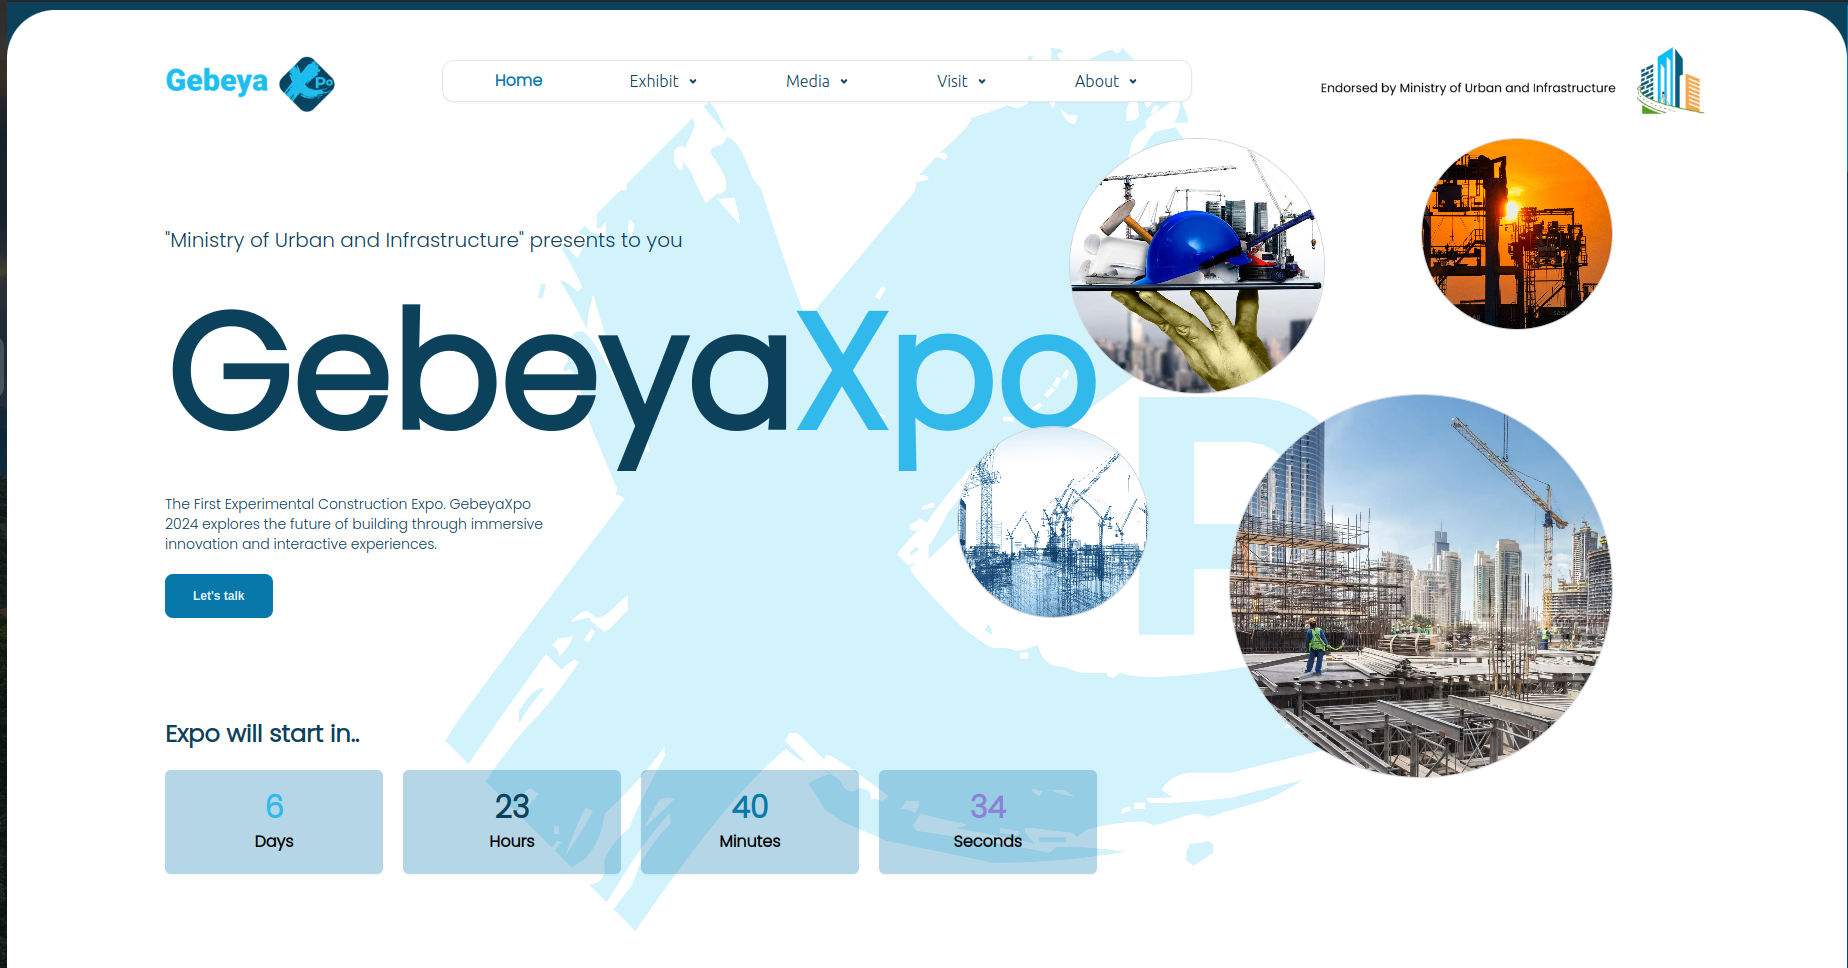 Gebeya XPo
Home Exhibit Media Visit About
Endorsed by Ministry of Urban and Infrastructure
"Ministry of Urban and Infrastructure" presents to you
GebeyaXpo
The First Experimental Construction Expo. GebeyaXpo
2024 explores the future of building through immersive
innovation and interactive experiences.
Let's talk
Expo will start in..
6 23 40 34
Days Hours Minutes Seconds